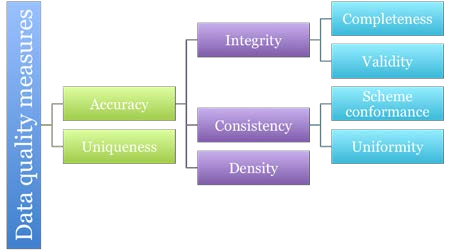 Data quality measures
Accuracy
Uniqueness
Integrity
Consistency
Density
Completeness
Validity
Scheme
conformance
Uniformity